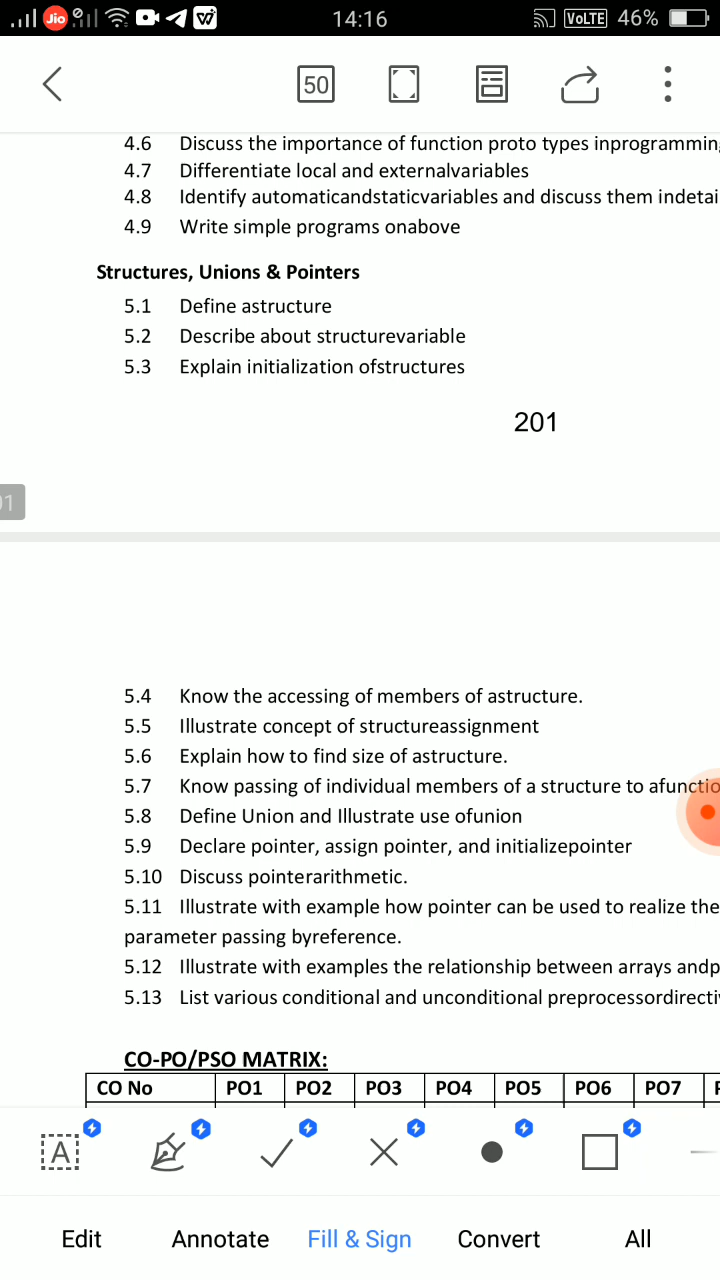 Jio 14:16 VoLTE 46%
50
4.6 Discuss the importance of function proto types inprogrammin
4.7 Differentiate local and externalvariables
4.8 Identify automaticandstaticvariables and discuss them indetai
4.9 Write simple programs onabove
Structures, Unions & Pointers
5.1 Define astructure
5.2 Describe about structurevariable
5.3 Explain initialization ofstructures
201
5.4 Know the accessing of members of astructure.
5.5 Illustrate concept of structureassignment
5.6 Explain how to find size of astructure.
5.7 Know passing of individual members of a structure to afunctio
5.8 Define Union and Illustrate use ofunion
5.9 Declare pointer, assign pointer, and initializepointer
5.10 Discuss pointerarithmetic.
5.11 Illustrate with example how pointer can be used to realize the
parameter passing byreference.
5.12 Illustrate with examples the relationship between arrays andp
5.13 List various conditional and unconditional preprocessordirecti
CO-PO/PSO MATRIX:
CO No PO1 PO2 PO3 PO4 PO5 PO6 PO7
A
Edit Annotate Fill & Sign Convert All